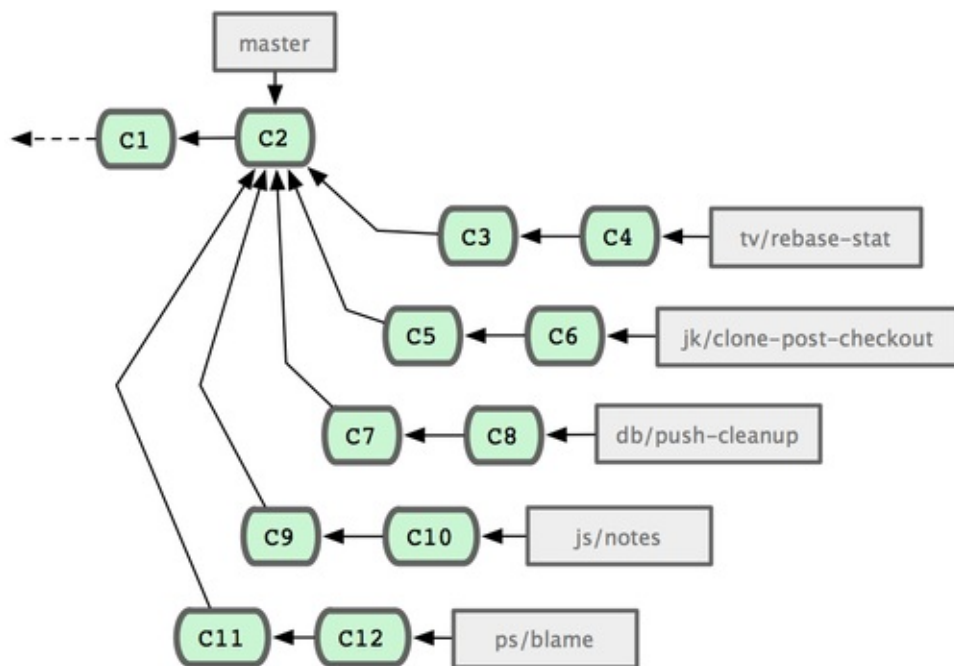 master
C1
C2
C3
C4
tv/rebase-stat
C5
C6
jk/clone-post-checkout
C7
C8
db/push-cleanup
C9
C10
js/notes
C11
C12
ps/blame